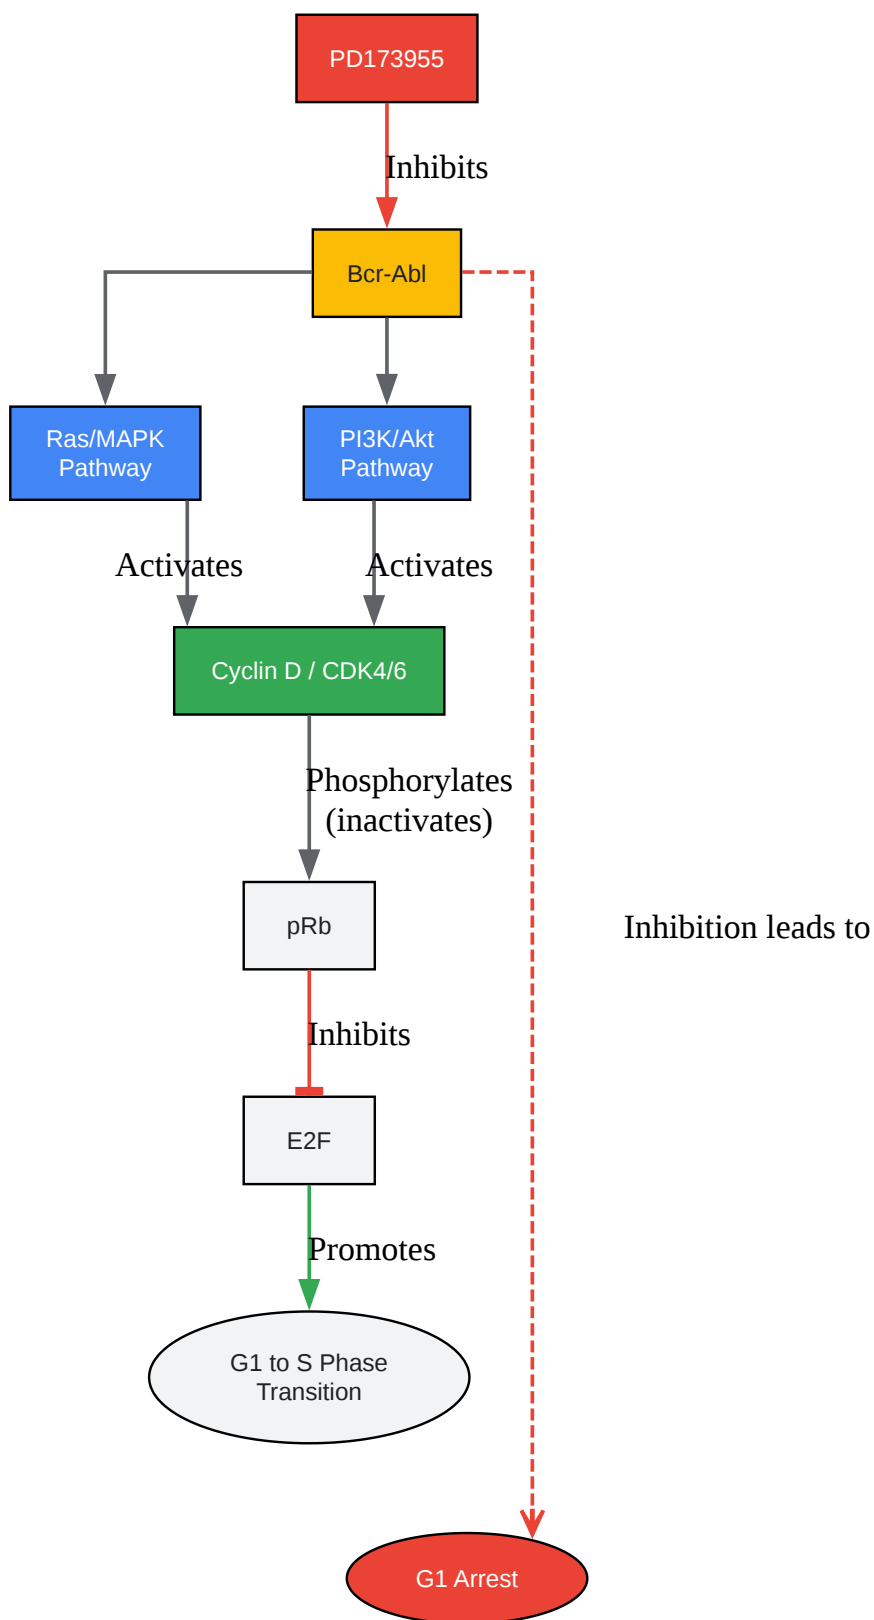 PD173955
Inhibits
Bcr-Abl
Ras/MAPK
Pathway
PI3K/Akt
Pathway
Activates
Activates
Cyclin D / CDK4/6
Phosphorylates
(inactivates)
pRb
Inhibition leads to
Inhibits
E2F
Promotes
G1 to S Phase
Transition
G1 Arrest